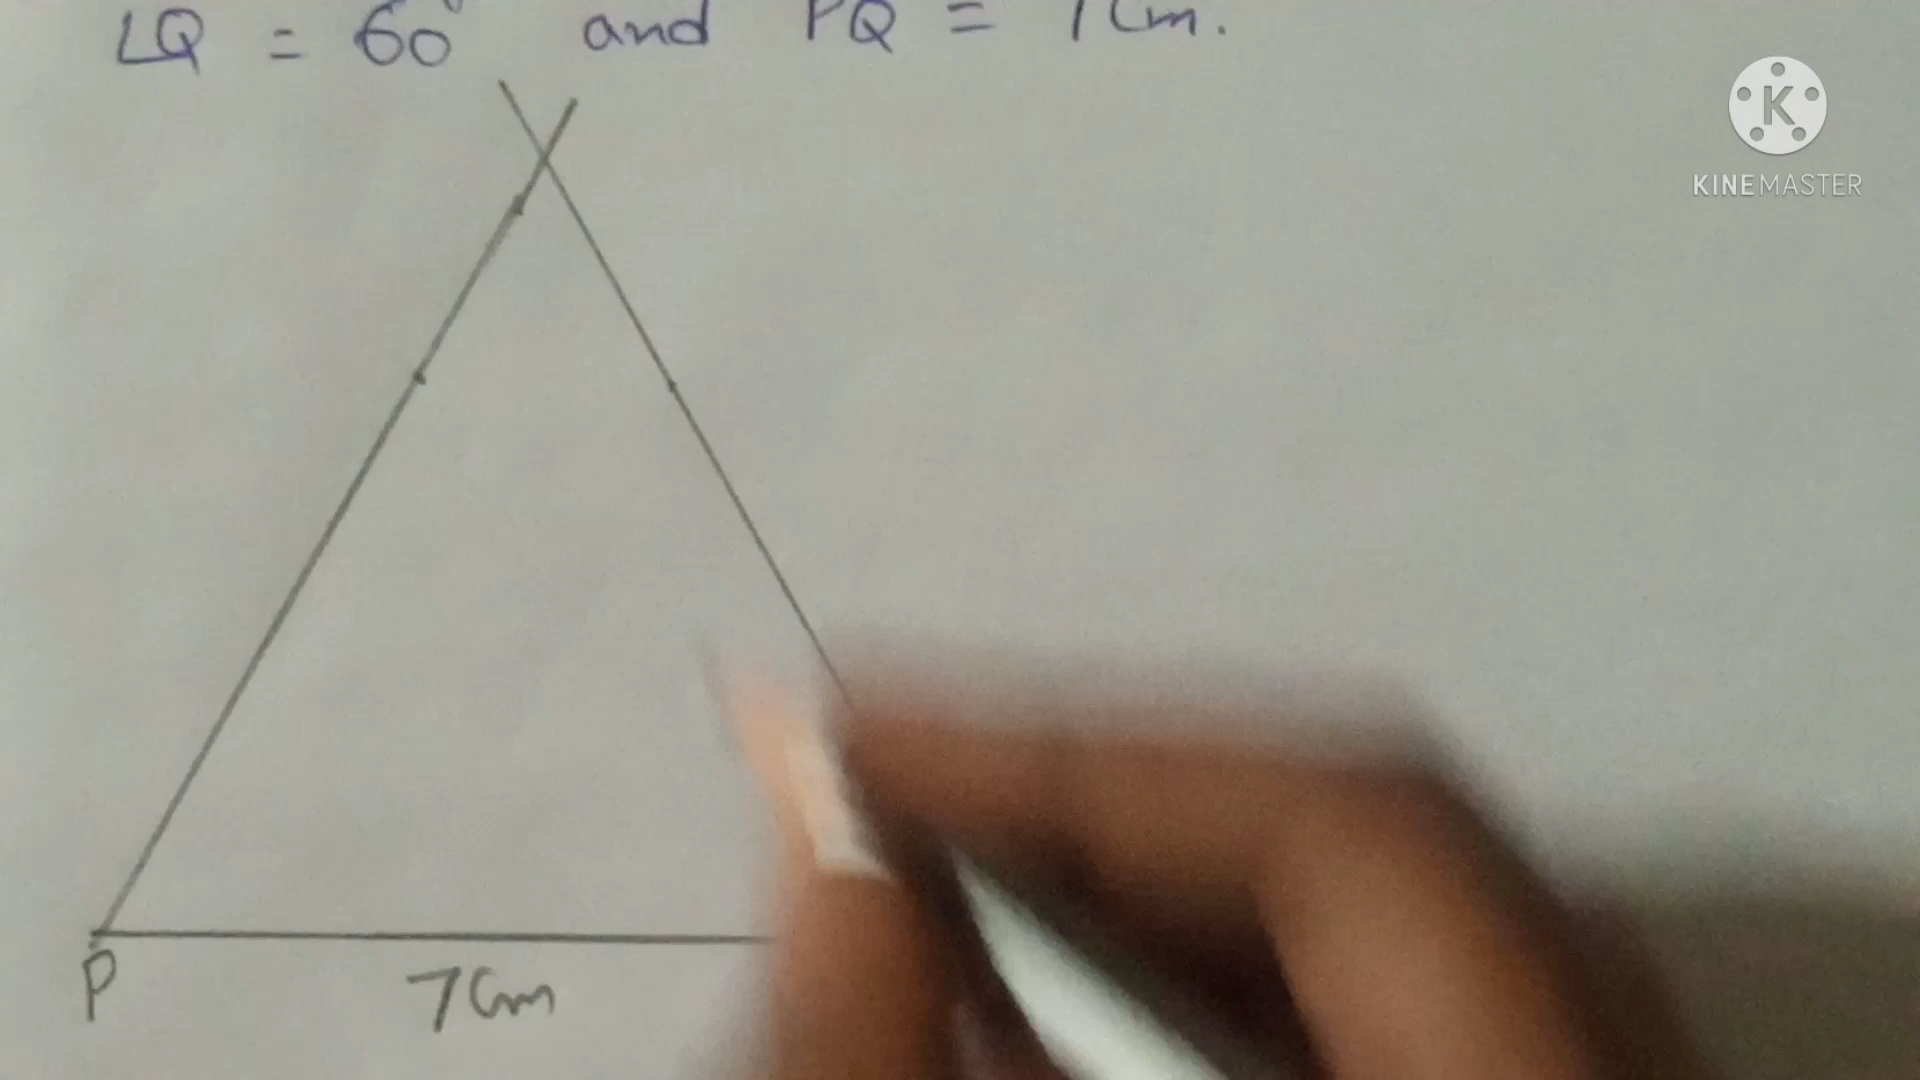 ∠Q = 60° and PQ = 7cm.
K
KINEMASTER
P
7cm